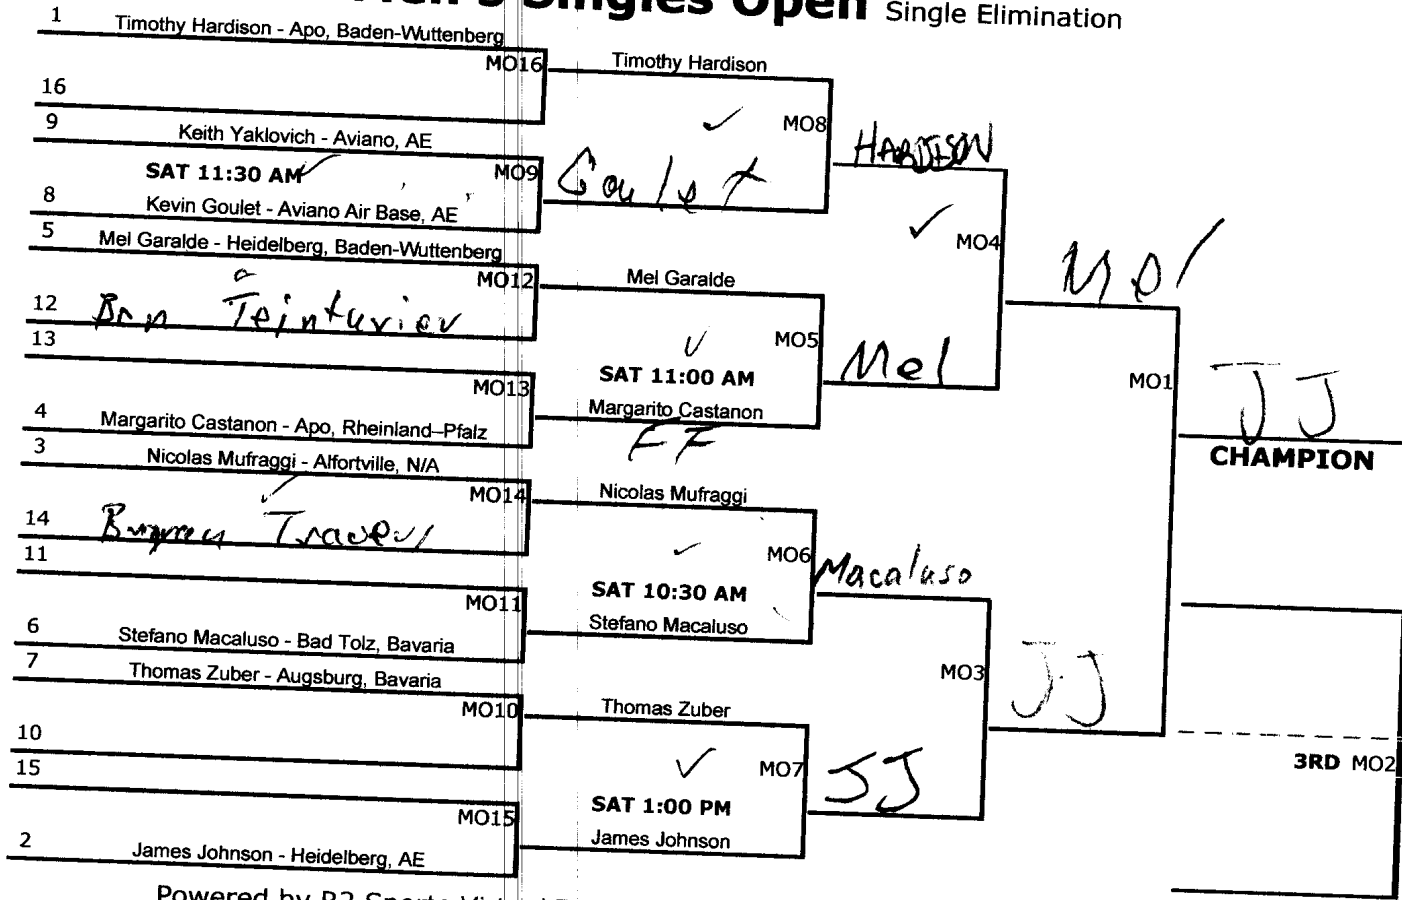 Men's Singles Open Single Elimination
1 Timothy Hardison - Apo, Baden-Wuttenberg
MO16 Timothy Hardison
16
MO8
HARDISON
9 Keith Yaklovich - Aviano, AE
SAT 11:30 AM MO9 Goulet
8 Kevin Goulet - Aviano Air Base, AE
MO4
5 Mel Garalde - Heidelberg, Baden-Wuttenberg
Mel
MO12 Mel Garalde
12 Teinturier
13
MO5
SAT 11:00 AM
Mel
MO1
JJ
CHAMPION
MO13 Margarito Castanon
FF
4 Margarito Castanon - Apo, Rheinland-Pfalz
3 Nicolas Mufraggi - Alfortville, N/A
MO14 Nicolas Mufraggi
14
11
MO6
SAT 10:30 AM
Macaluso
MO11 Stefano Macaluso
6 Stefano Macaluso - Bad Tolz, Bavaria
7 Thomas Zuber - Augsburg, Bavaria
MO3
JJ
MO10 Thomas Zuber
10
15
MO7
SAT 1:00 PM
JJ
3RD MO2
MO15 James Johnson
2 James Johnson - Heidelberg, AE
Powered by R2 Sports